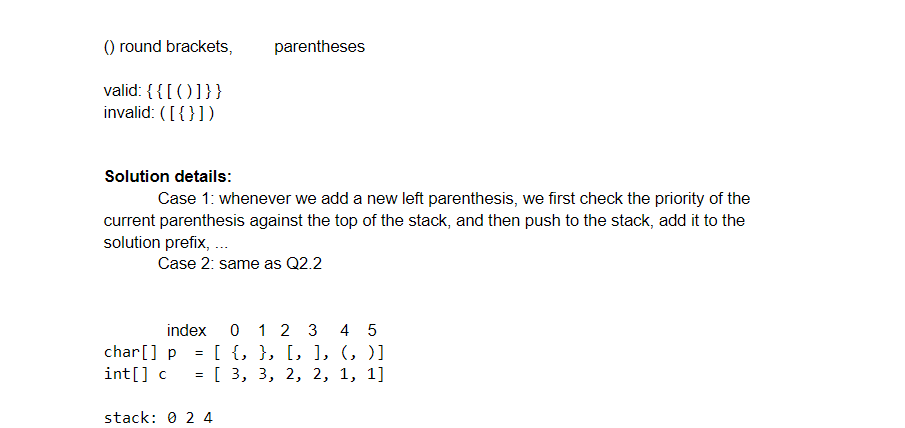 () round brackets, parentheses
valid: {{[()]}}
invalid: ([{}])
Solution details:
Case 1: whenever we add a new left parenthesis, we first check the priority of the
current parenthesis against the top of the stack, and then push to the stack, add it to the
solution prefix, ...
Case 2: same as Q2.2
index 0 1 2 3 4 5
char[] p = [ {, }, [, ], (, )]
int[] c = [ 3, 3, 2, 2, 1, 1]
stack: 0 2 4